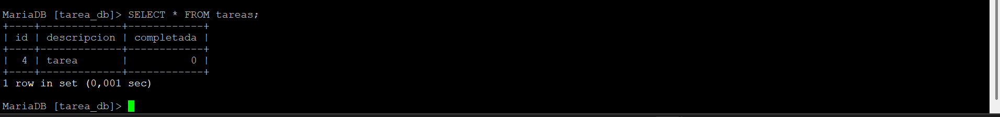 MariaDB [tarea_db]> SELECT * FROM tareas;
+----+-------------+------------+
| id | descripcion | completada |
+----+-------------+------------+
|  4 | tarea       |          0 |
+----+-------------+------------+
1 row in set (0,001 sec)
MariaDB [tarea_db]>